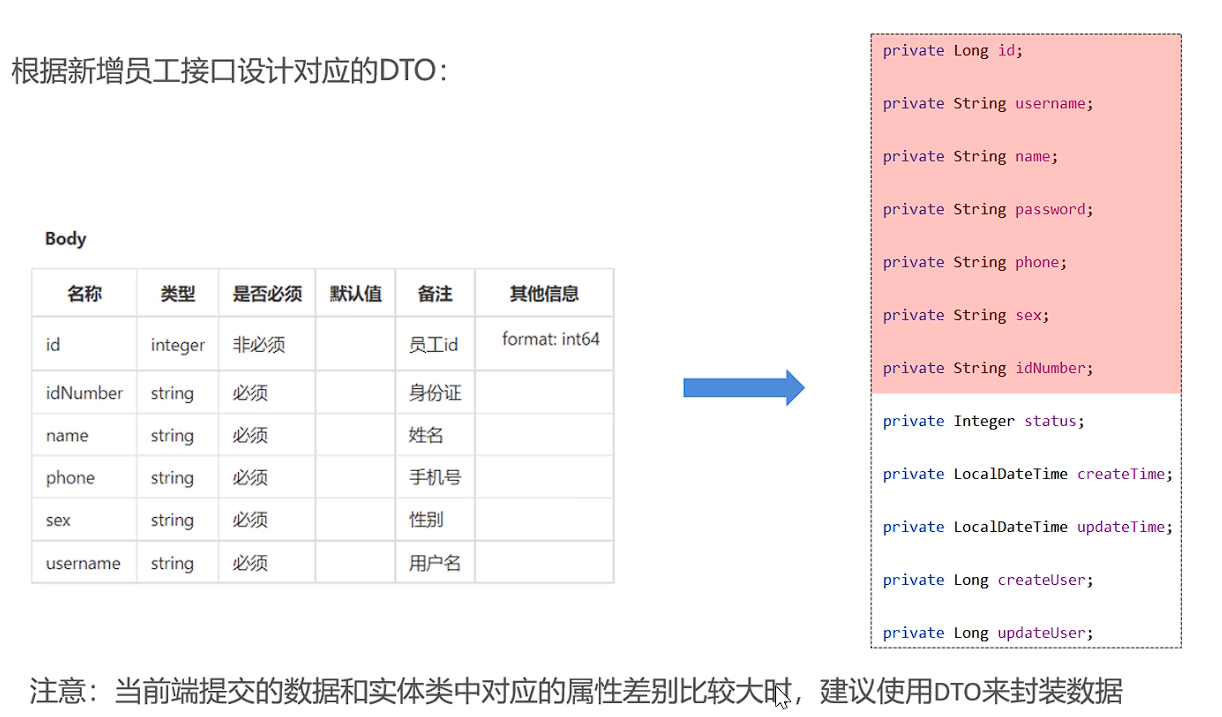 根据新增员工接口设计对应的DTO：
Body
名称 类型 是否必须 默认值 备注 其他信息
id integer 非必须 员工id format: int64
idNumber string 必须 身份证
name string 必须 姓名
phone string 必须 手机号
sex string 必须 性别
username string 必须 用户名
private Long id;
private String username;
private String name;
private String password;
private String phone;
private String sex;
private String idNumber;
private Integer status;
private LocalDateTime createTime;
private LocalDateTime updateTime;
private Long createUser;
private Long updateUser;
注意：当前端提交的数据和实体类中对应的属性差别比较大时，建议使用DTO来封装数据